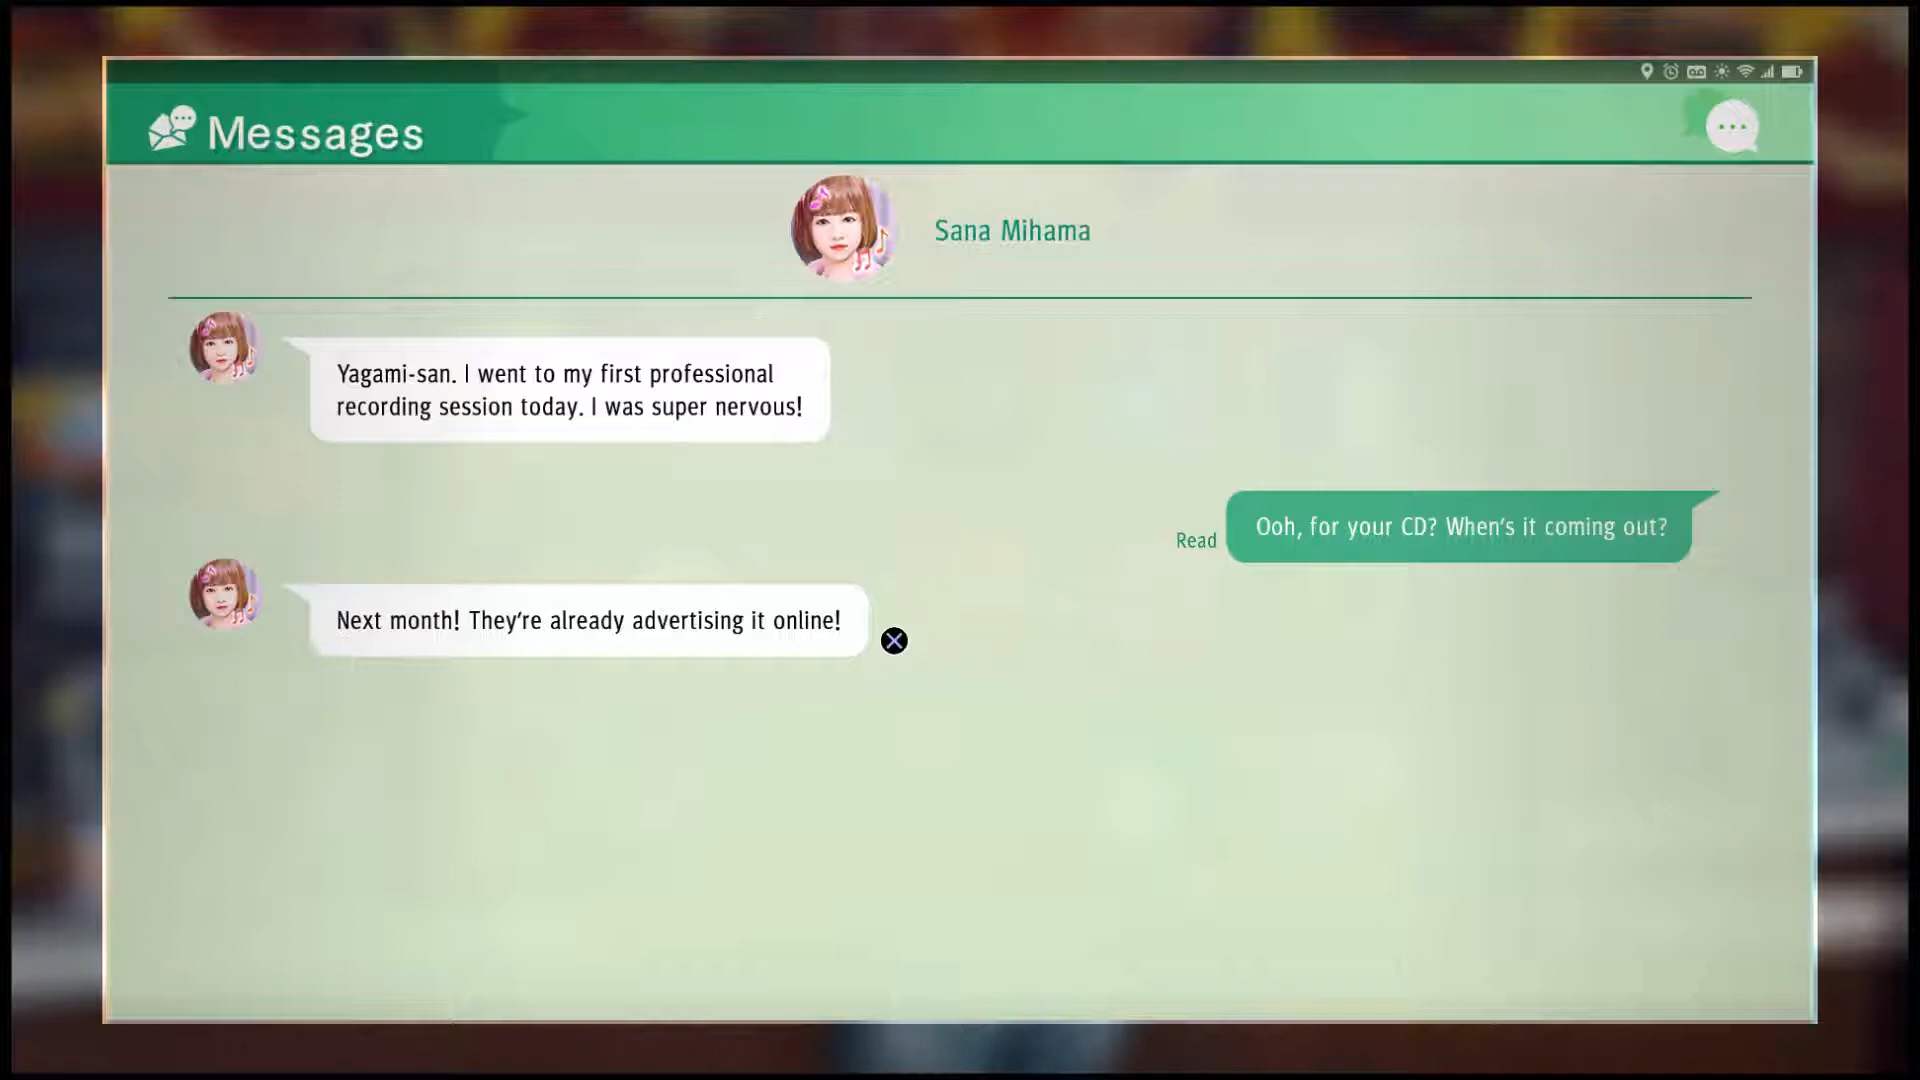 Messages
Sana Mihama
Yagami-san. I went to my first professional
recording session today. I was super nervous!
Ooh, for your CD? When's it coming out?
Read
Next month! They're already advertising it online!